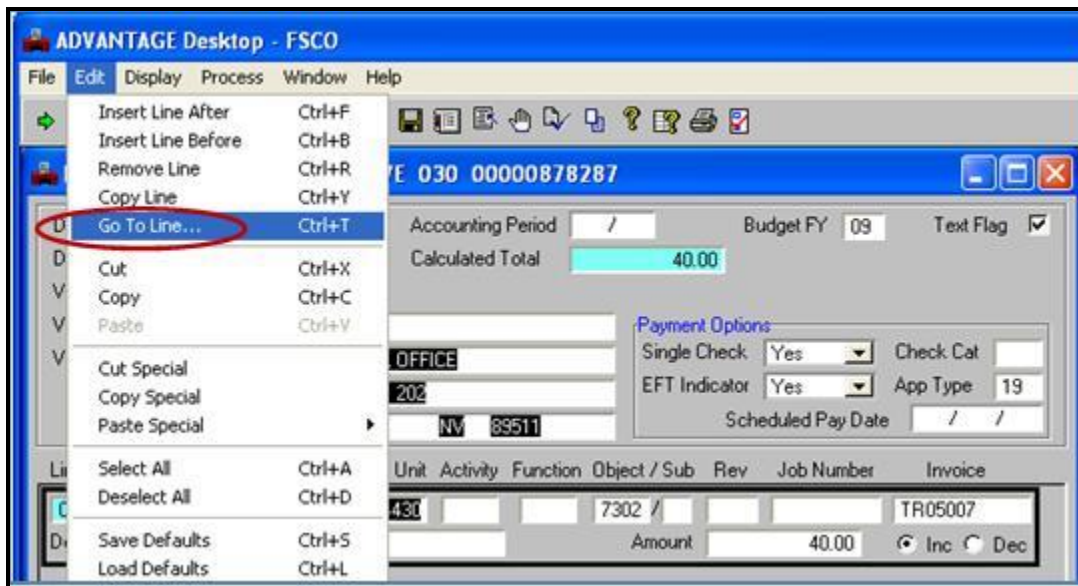 ADVANTAGE Desktop - FSCO
File Edit Display Process Window Help
Insert Line After Ctrl+F
Insert Line Before Ctrl+B
Remove Line Ctrl+R
Copy Line Ctrl+Y
Go To Line... Ctrl+T
Cut Ctrl+X
Copy Ctrl+C
Paste Ctrl+V
Cut Special
Copy Special
Paste Special
Select All Ctrl+A
Deselect All Ctrl+D
Save Defaults Ctrl+S
Load Defaults Ctrl+L
030 00000878287
Accounting Period / Budget FY 09 Text Flag
Calculated Total 40.00
Payment Options
Single Check Yes Check Cat
EFT Indicator Yes App Type 19
Scheduled Pay Date / /
OFFICE
202
NV 89511
Unit Activity Function Object / Sub Rev Job Number Invoice
430 7302 / TR05007
Amount 40.00 Inc Dec